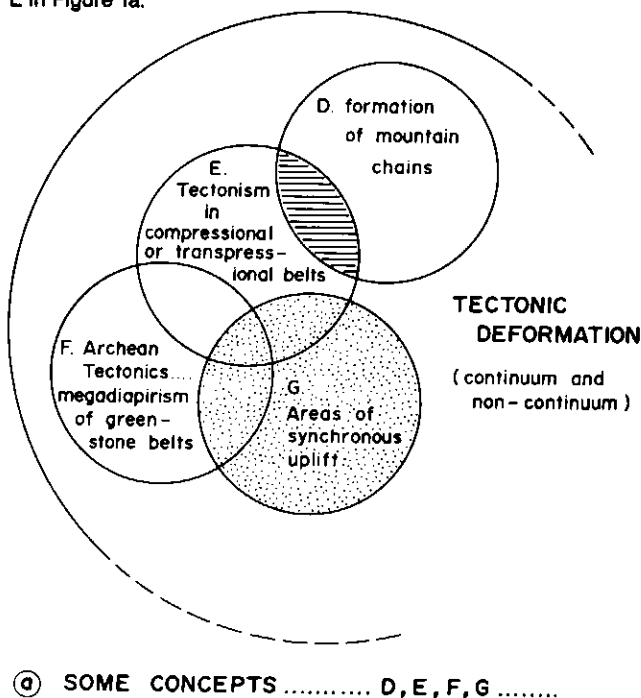 E in Figure 1a.
D. formation
of mountain
chains
E.
Tectonism
in
compressional
or transpress-
ional belts
TECTONIC
DEFORMATION
(continuum and
non-continuum)
F. Archean
Tectonics....
megadiapirism
of green-
stone belts
G
Areas of
synchronous
uplift
(a) SOME CONCEPTS .......... D, E, F, G ........